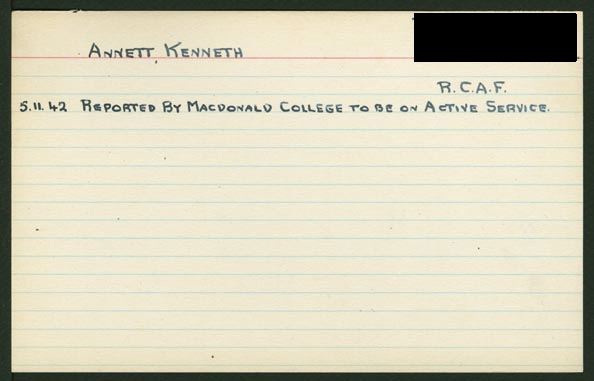 Annett, Kenneth
R.C.A.F.
5.11.42 Reported By Macdonald College to be on Active Service.